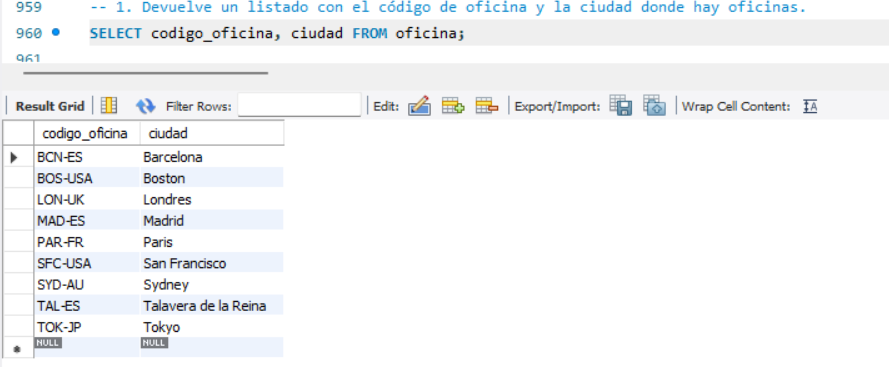 959 -- 1. Devuelve un listado con el código de oficina y la ciudad donde hay oficinas.
960 SELECT codigo_oficina, ciudad FROM oficina;
961
Result Grid Filter Rows: Edit: Export/Import: Wrap Cell Content: IA
codigo_oficina ciudad
BCN-ES Barcelona
BOS-USA Boston
LON-UK Londres
MAD-ES Madrid
PAR-FR Paris
SFC-USA San Francisco
SYD-AU Sydney
TAL-ES Talavera de la Reina
TOK-JP Tokyo
NULL NULL